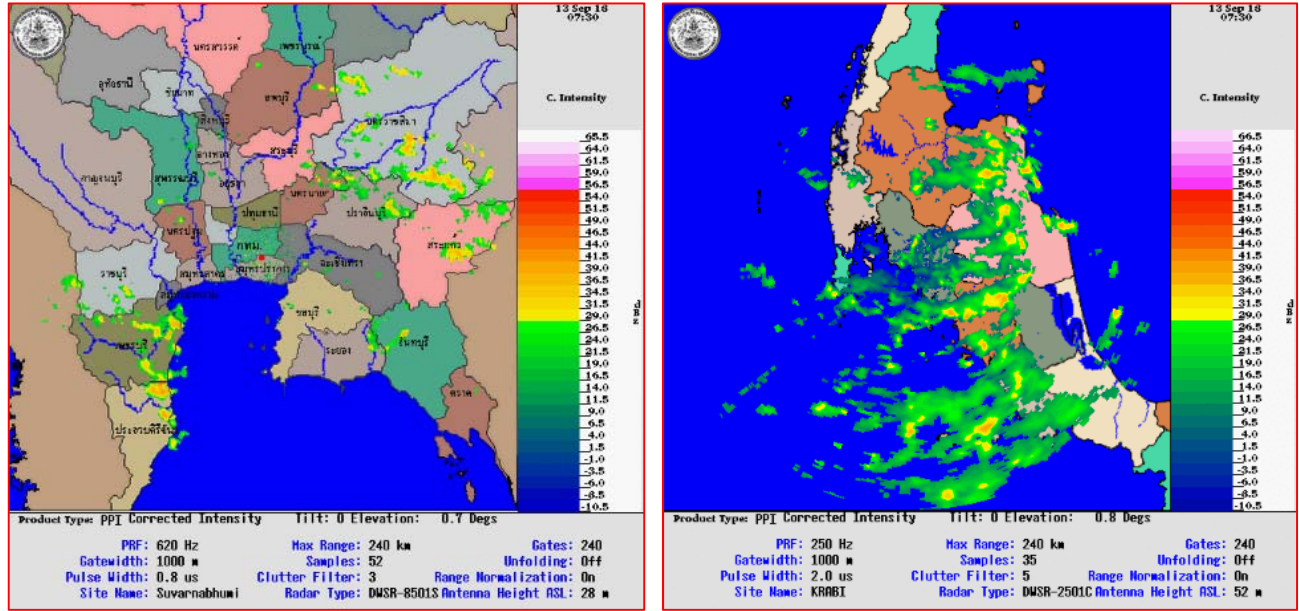 13 Sep 18
07:30
C. Intensity
65.5
64.0
61.5
59.0
56.5
54.0
51.5
49.0
46.5
44.0
41.5
39.0
36.5
34.0
31.5
29.0
26.5
24.0
21.5
19.0
16.5
14.0
11.5
9.0
6.5
4.0
1.5
-1.0
-3.5
-6.0
-8.5
-10.5
นครสวรรค์
เพชรบูรณ์
อุทัยธานี
ชัยนาท
ลพบุรี
สิงห์บุรี
นครราชสีมา
อ่างทอง
สระบุรี
กาญจนบุรี
สุพรรณบุรี
อยุธยา
นครนายก
ปราจีนบุรี
ปทุมธานี
นครปฐม
กทม.
สระแก้ว
ราชบุรี
สมุทรสาคร
สมุทรปราการ
ฉะเชิงเทรา
ชลบุรี
เพชรบุรี
ระยอง
จันทบุรี
ตราด
ประจวบคีรีขันธ์
Product Type: PPI Corrected Intensity Tilt: 0 Elevation: 0.7 Degs
PRF: 620 Hz Max Range: 240 km Gates: 240
Gatewidth: 1000 m Samples: 52 Unfolding: Off
Pulse Width: 0.8 us Clutter Filter: 3 Range Normalization: On
Site Name: Suvarnabhumi Radar Type: DWSR-8501S Antenna Height ASL: 28 m
13 Sep 18
07:30
C. Intensity
66.5
64.0
61.5
59.0
56.5
54.0
51.5
49.0
46.5
44.0
41.5
39.0
36.5
34.0
31.5
29.0
26.5
24.0
21.5
19.0
16.5
14.0
11.5
9.0
6.5
4.0
1.5
-1.0
-3.5
-6.0
-8.5
-10.5
Product Type: PPI Corrected Intensity Tilt: 0 Elevation: 0.8 Degs
PRF: 250 Hz Max Range: 240 km Gates: 240
Gatewidth: 1000 m Samples: 35 Unfolding: Off
Pulse Width: 2.0 us Clutter Filter: 5 Range Normalization: On
Site Name: KRABI Radar Type: DWSR-2501C Antenna Height ASL: 52 m